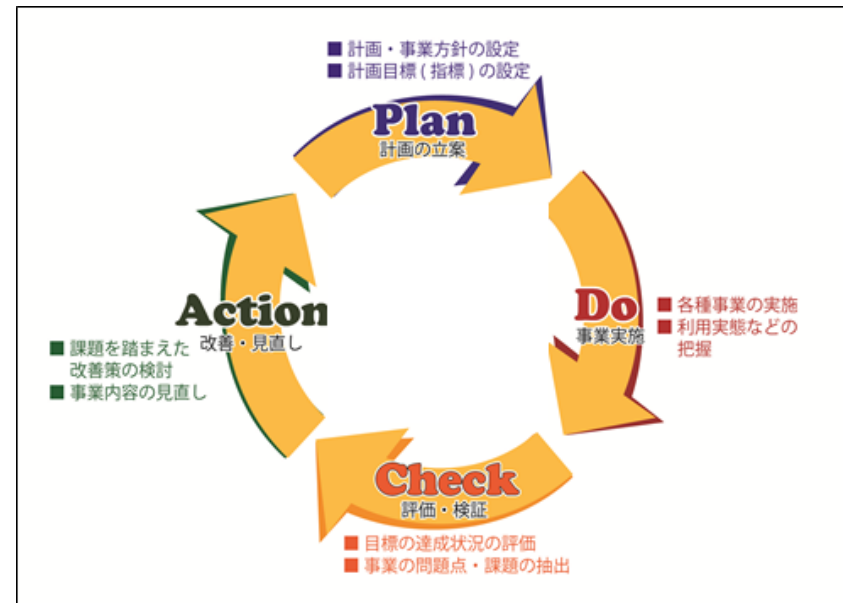 ■ 計画・事業方針の設定
■ 計画目標 ( 指標 ) の設定
Plan
計画の立案
Do
事業実施
■ 各種事業の実施
■ 利用実態などの
把握
Check
評価・検証
■ 目標の達成状況の評価
■ 事業の問題点・課題の抽出
Action
改善・見直し
■ 課題を踏まえた
改善策の検討
■ 事業内容の見直し